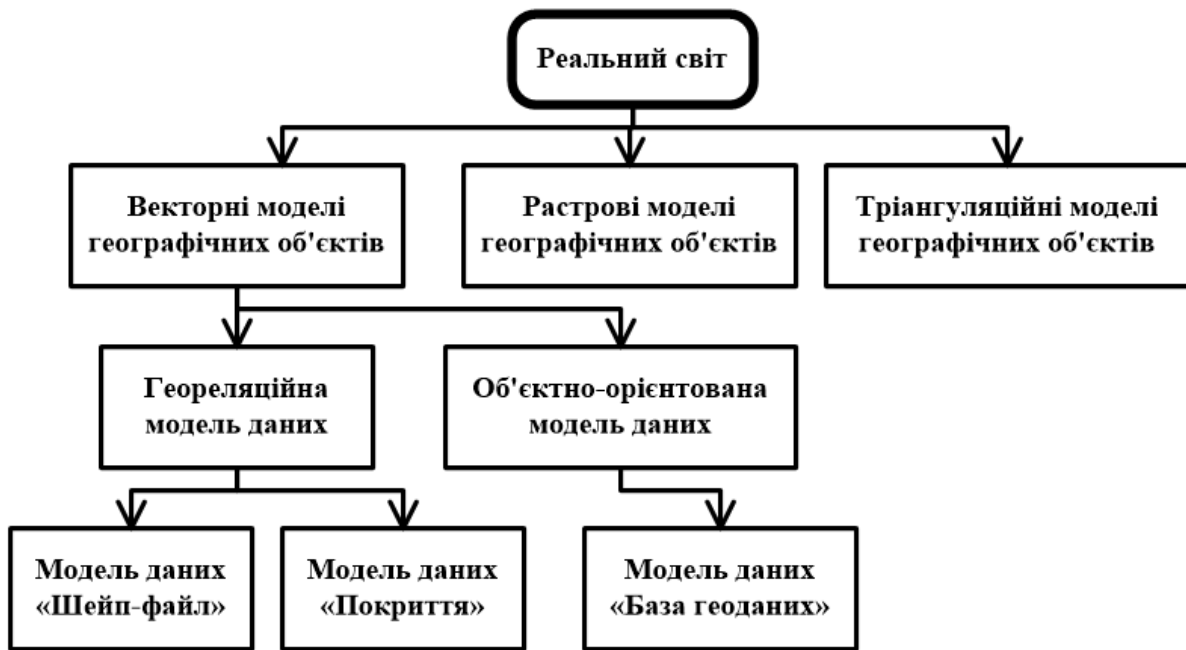 Реальний світ
Векторні моделі
географічних об'єктів
Растрові моделі
географічних об'єктів
Тріангуляційні моделі
географічних об'єктів
Геореляційна
модель даних
Об'єктно-орієнтована
модель даних
Модель даних
«Шейп-файл»
Модель даних
«Покриття»
Модель даних
«База геоданих»